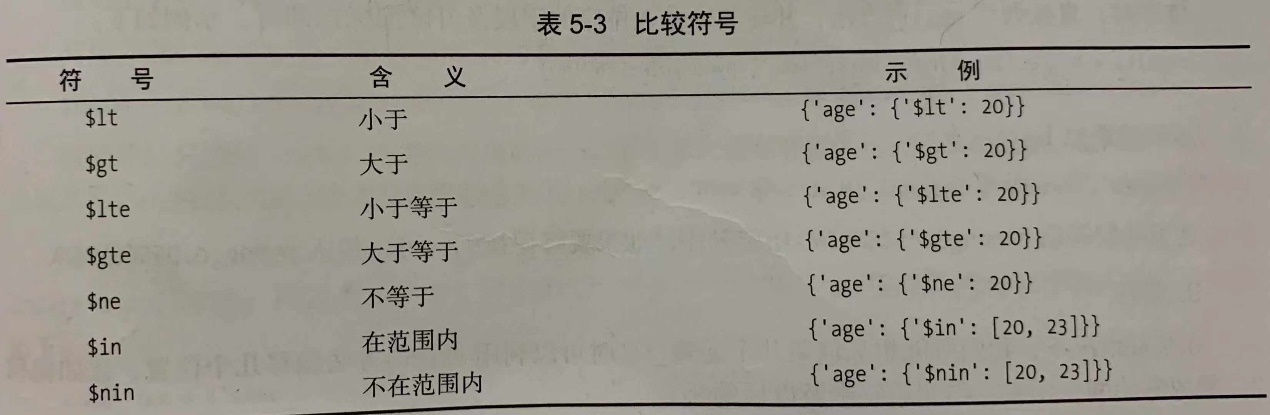 表 5-3 比较符号
符 号 含 义 示 例
$lt 小于 {'age': {'$lt': 20}}
$gt 大于 {'age': {'$gt': 20}}
$lte 小于等于 {'age': {'$lte': 20}}
$gte 大于等于 {'age': {'$gte': 20}}
$ne 不等于 {'age': {'$ne': 20}}
$in 在范围内 {'age': {'$in': [20, 23]}}
$nin 不在范围内 {'age': {'$nin': [20, 23]}}